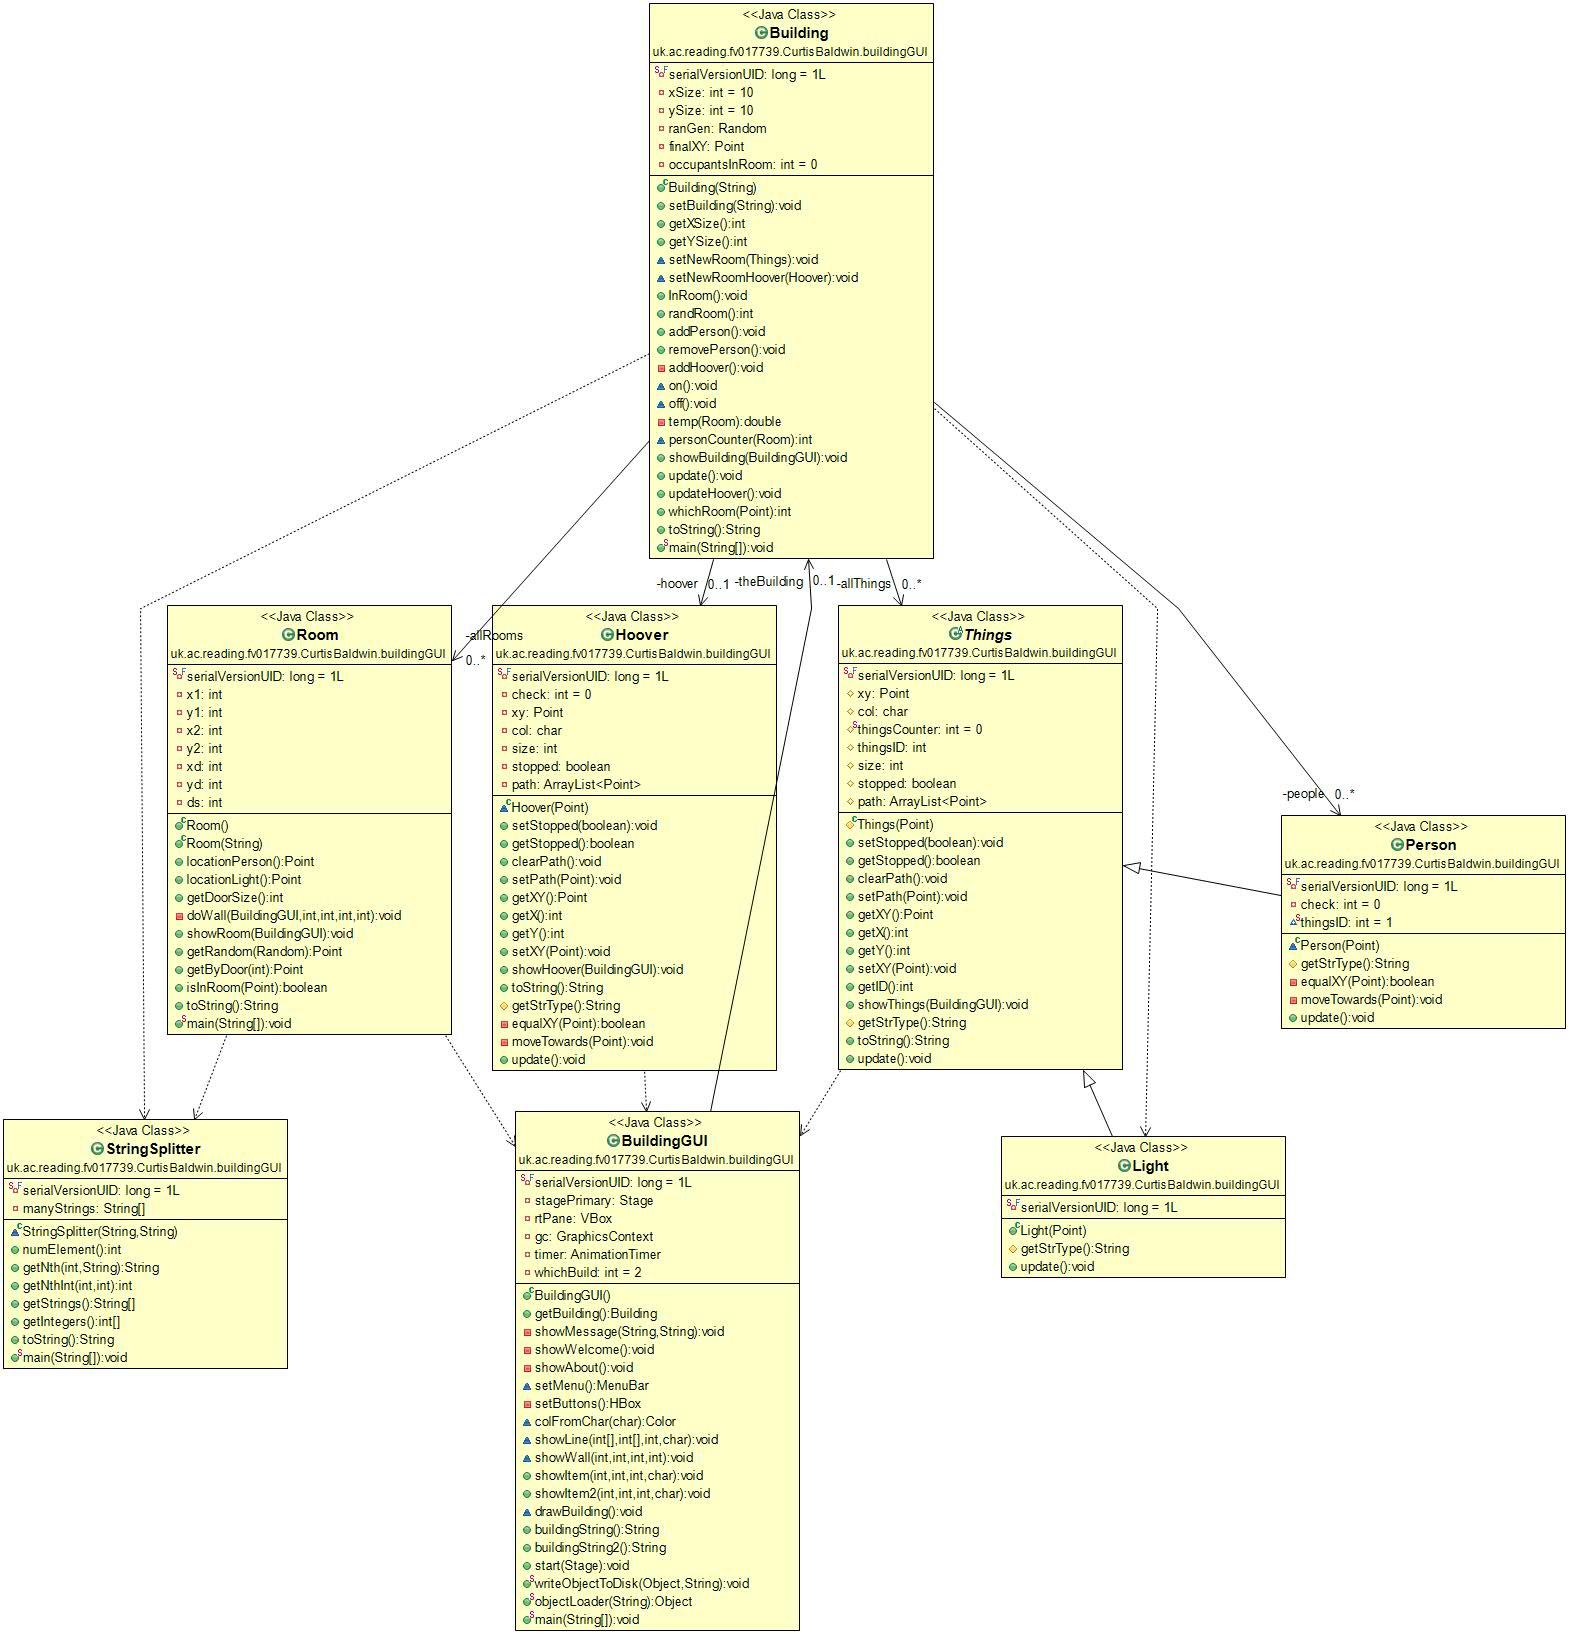 <<Java Class>>
Building
uk.ac.reading.fv017739.CurtisBaldwin.buildingGUI
serialVersionUID: long = 1L
xSize: int = 10
ySize: int = 10
ranGen: Random
finalXY: Point
occupantsInRoom: int = 0
Building(String)
setBuilding(String):void
getXSize():int
getYSize():int
setNewRoom(Things):void
setNewRoomHoover(Hoover):void
InRoom():void
randRoom():int
addPerson():void
removePerson():void
addHoover():void
on():void
off():void
temp(Room):double
personCounter(Room):int
showBuilding(BuildingGUI):void
update():void
updateHoover():void
whichRoom(Point):int
toString():String
main(String[]):void
-hoover 0..1
-theBuilding 0..1
-allThings 0..*
-allRooms
0..*
-people 0..*
<<Java Class>>
Room
uk.ac.reading.fv017739.CurtisBaldwin.buildingGUI
serialVersionUID: long = 1L
x1: int
y1: int
x2: int
y2: int
xd: int
yd: int
ds: int
Room()
Room(String)
locationPerson():Point
locationLight():Point
getDoorSize():int
doWall(BuildingGUI,int,int,int,int):void
showRoom(BuildingGUI):void
getRandom(Random):Point
getByDoor(int):Point
isInRoom(Point):boolean
toString():String
main(String[]):void
<<Java Class>>
Hoover
uk.ac.reading.fv017739.CurtisBaldwin.buildingGUI
serialVersionUID: long = 1L
check: int = 0
xy: Point
col: char
size: int
stopped: boolean
path: ArrayList<Point>
Hoover(Point)
setStopped(boolean):void
getStopped():boolean
clearPath():void
setPath(Point):void
getXY():Point
getX():int
getY():int
setXY(Point):void
showHoover(BuildingGUI):void
toString():String
getStrType():String
equalXY(Point):boolean
moveTowards(Point):void
update():void
<<Java Class>>
Things
uk.ac.reading.fv017739.CurtisBaldwin.buildingGUI
serialVersionUID: long = 1L
xy: Point
col: char
thingsCounter: int = 0
thingsID: int
size: int
stopped: boolean
path: ArrayList<Point>
Things(Point)
setStopped(boolean):void
getStopped():boolean
clearPath():void
setPath(Point):void
getXY():Point
getX():int
getY():int
setXY(Point):void
getID():int
showThings(BuildingGUI):void
getStrType():String
toString():String
update():void
<<Java Class>>
Person
uk.ac.reading.fv017739.CurtisBaldwin.buildingGUI
serialVersionUID: long = 1L
check: int = 0
thingsID: int = 1
Person(Point)
getStrType():String
equalXY(Point):boolean
moveTowards(Point):void
update():void
<<Java Class>>
StringSplitter
uk.ac.reading.fv017739.CurtisBaldwin.buildingGUI
serialVersionUID: long = 1L
manyStrings: String[]
StringSplitter(String,String)
numElement():int
getNth(int,String):String
getNthInt(int,int):int
getStrings():String[]
getIntegers():int[]
toString():String
main(String[]):void
<<Java Class>>
BuildingGUI
uk.ac.reading.fv017739.CurtisBaldwin.buildingGUI
serialVersionUID: long = 1L
stagePrimary: Stage
rtPane: VBox
gc: GraphicsContext
timer: AnimationTimer
whichBuild: int = 2
BuildingGUI()
getBuilding():Building
showMessage(String,String):void
showWelcome():void
showAbout():void
setMenu():MenuBar
setButtons():HBox
colFromChar(char):Color
showLine(int[],int[],int,char):void
showWall(int,int,int,int):void
showItem(int,int,int,char):void
showItem2(int,int,int,char):void
drawBuilding():void
buildingString():String
buildingString2():String
start(Stage):void
writeObjectToDisk(Object,String):void
objectLoader(String):Object
main(String[]):void
<<Java Class>>
Light
uk.ac.reading.fv017739.CurtisBaldwin.buildingGUI
serialVersionUID: long = 1L
Light(Point)
getStrType():String
update():void